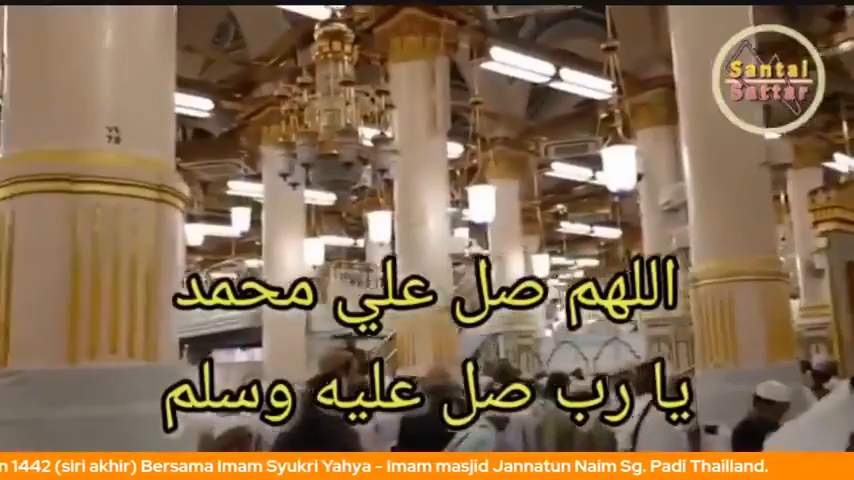 Santai
Sattar
اللهم صل علي محمد
يا رب صل عليه وسلم
n 1442 (siri akhir) Bersama Imam Syukri Yahya - Imam masjid Jannatun Naim Sg. Padi Thailland.